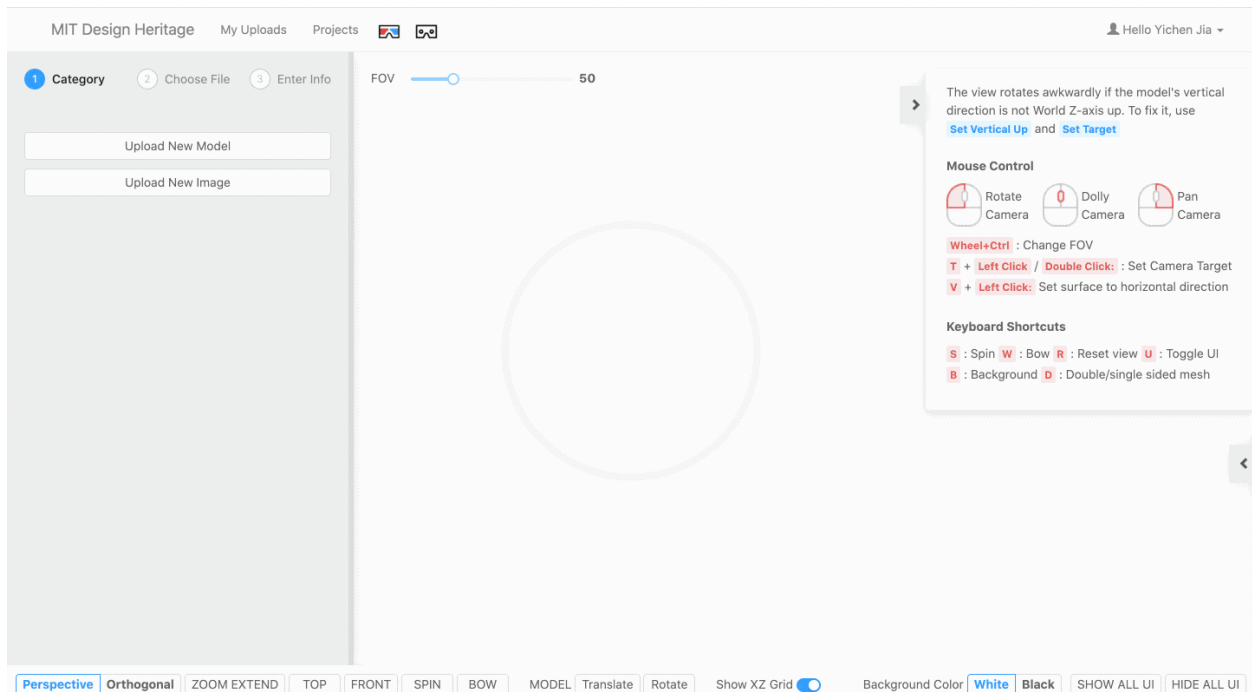 MIT Design Heritage My Uploads Projects Hello Yichen Jia
1 Category 2 Choose File 3 Enter Info
Upload New Model
Upload New Image
FOV 50
The view rotates awkwardly if the model's vertical
direction is not World Z-axis up. To fix it, use
Set Vertical Up and Set Target
Mouse Control
Rotate Camera
Dolly Camera
Pan Camera
Wheel+Ctrl : Change FOV
T + Left Click / Double Click: : Set Camera Target
V + Left Click: Set surface to horizontal direction
Keyboard Shortcuts
S : Spin W : Bow R : Reset view U : Toggle UI
B : Background D : Double/single sided mesh
Perspective Orthogonal ZOOM EXTEND TOP FRONT SPIN BOW MODEL Translate Rotate Show XZ Grid Background Color White Black SHOW ALL UI HIDE ALL UI